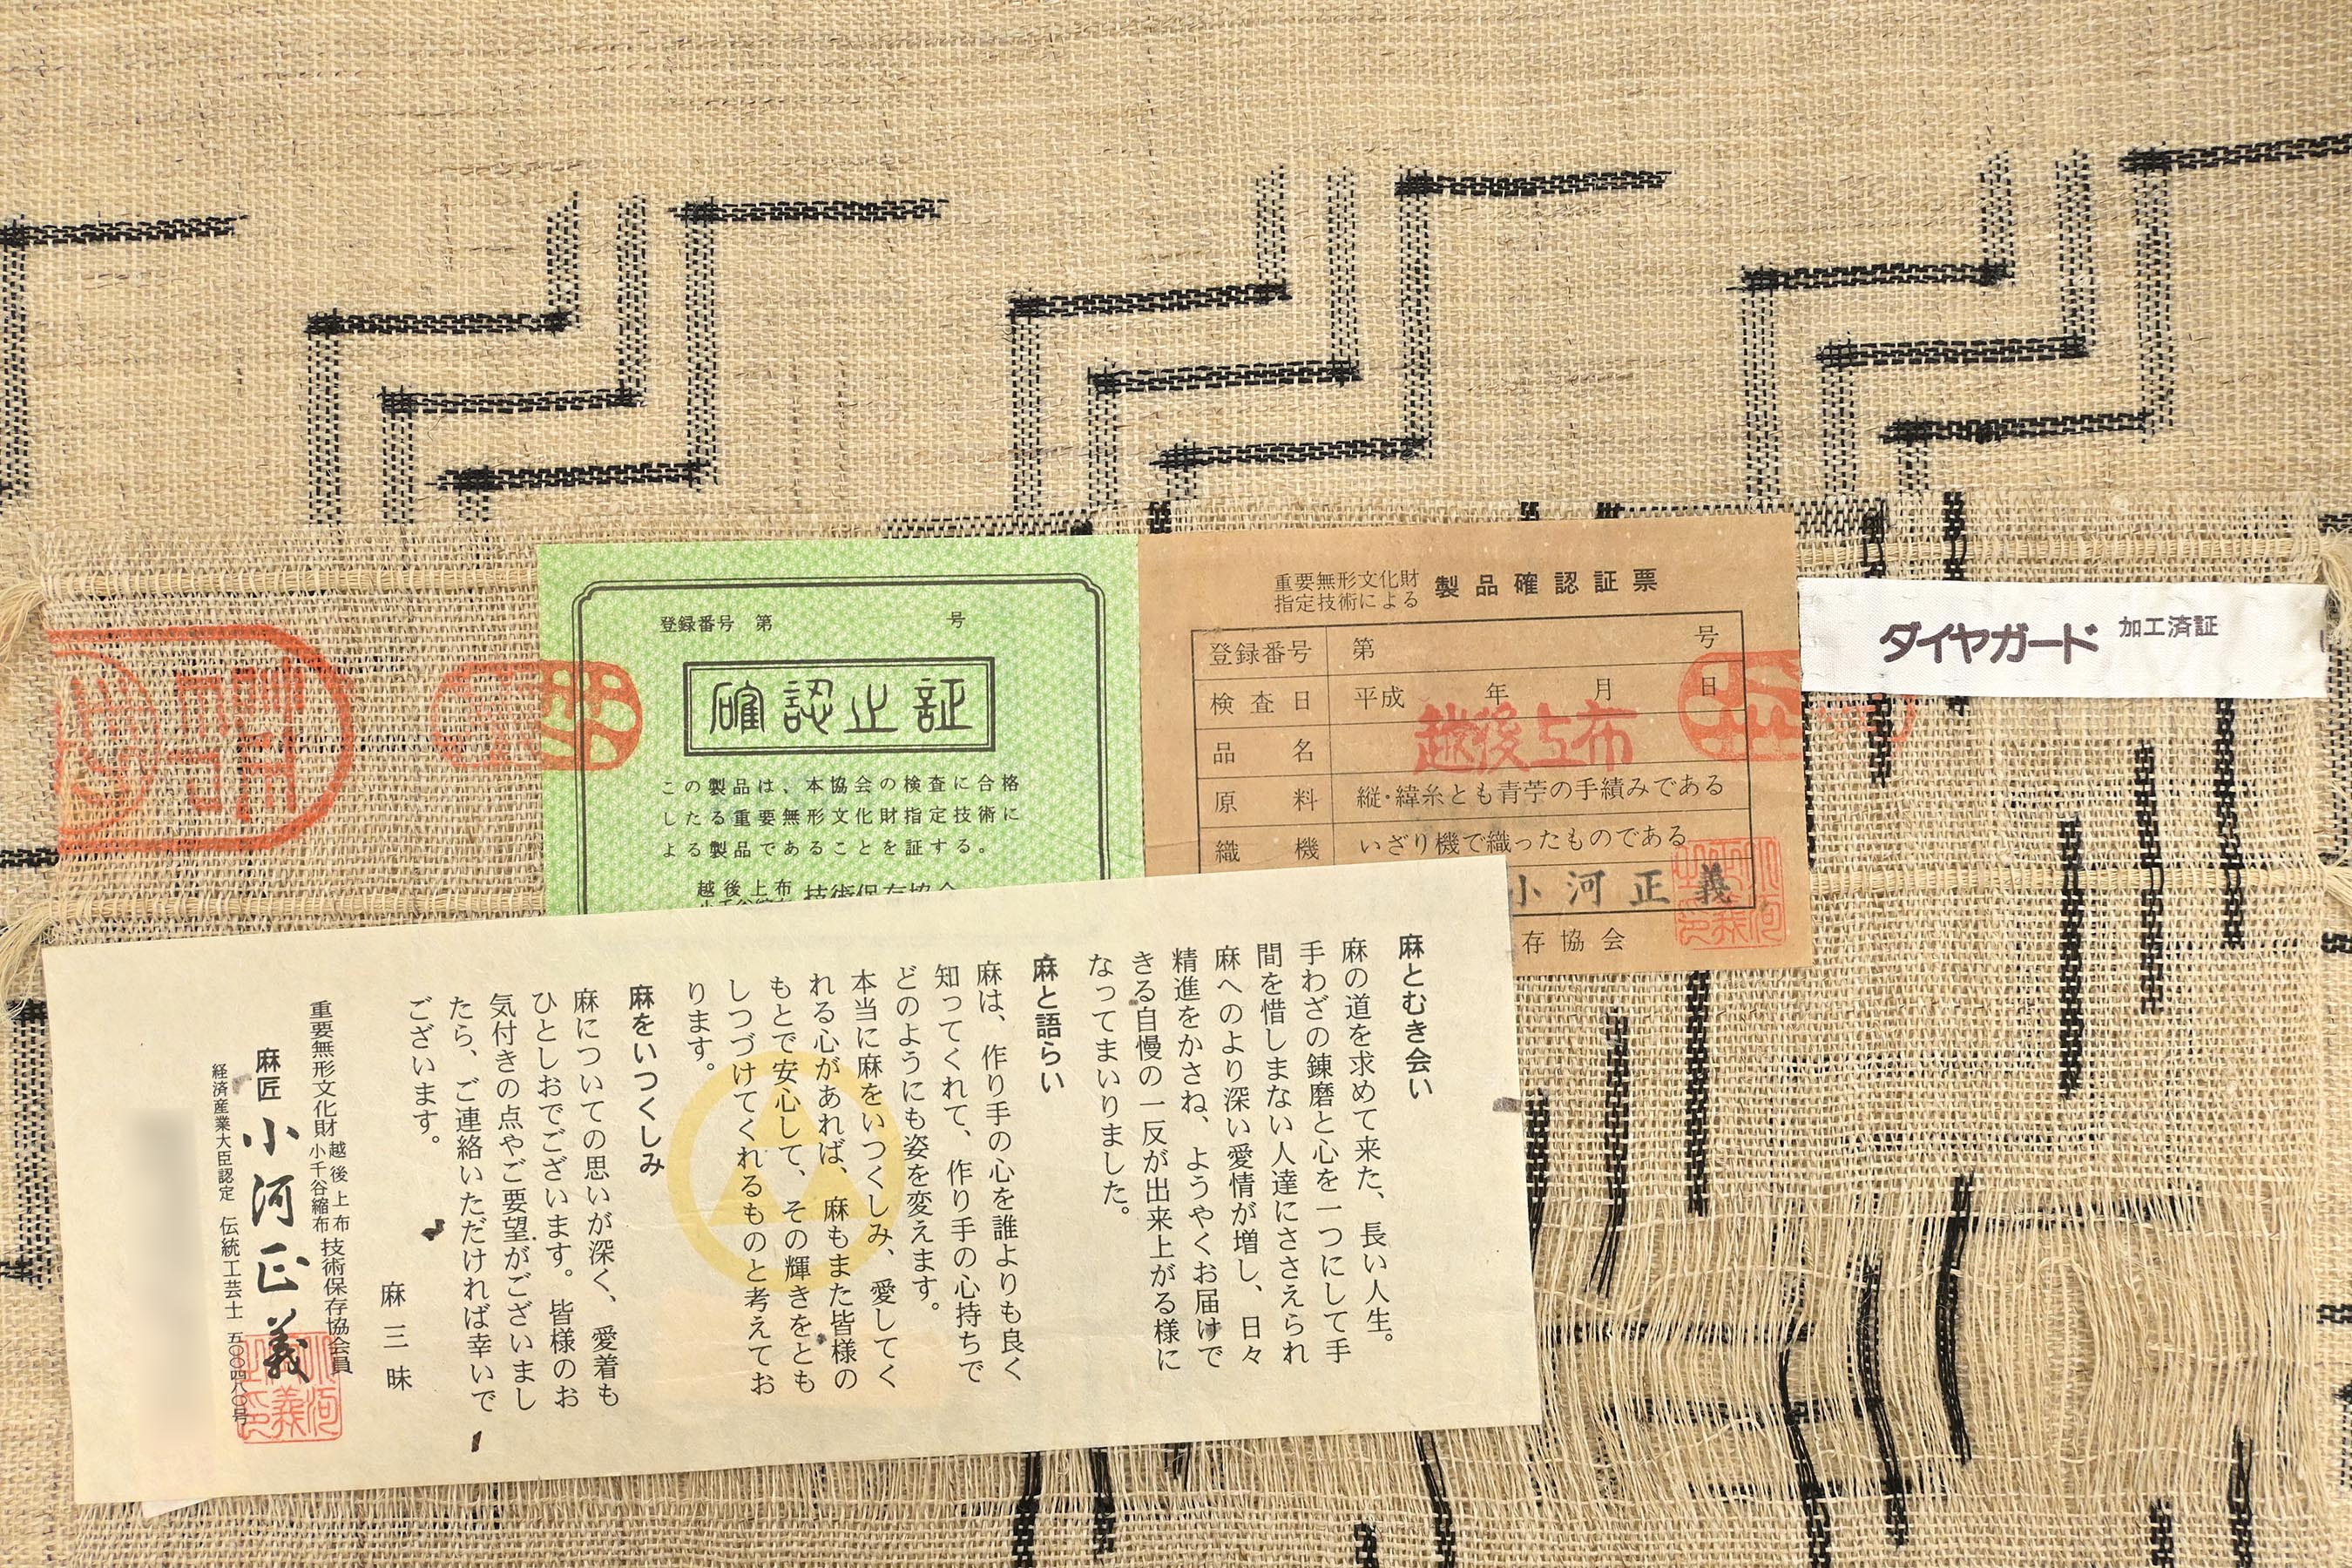 登録番号 第 号
確認止証
この製品は、本協会の検査に合格
したる重要無形文化財指定技術に
よる製品であることを証する。
越後上布
小千谷縮布
技術保存協会
重要無形文化財
指定技術による
製品確認証票
登録番号 第 号
検査日 平成 年 月 日
品名 越後上布
原料 縦・緯糸とも青苧の手績みである
織機 いざり機で織ったものである
小河正義
存協会
ダイヤガード 加工済証
麻とむき会い
麻の道を求めて来た、長い人生。
手わざの錬磨と心を一つにして手
間を惜しまない人達にささえられ
麻へのより深い愛情が増し、日々
精進をかさね、ようやくお届けで
きる自慢の一反が出来上がる様に
なってまいりました。
麻と語らい
麻は、作り手の心を誰よりも良く
知ってくれて、作り手の心持ちで
どのようにも姿を変えます。
本当に麻をいつくしみ、愛してく
れる心があれば、麻もまた皆様の
もとで安心して、その輝きをとも
しつづけてくれるものと考えてお
ります。
麻をいつくしみ
麻についての思いが深く、愛着も
ひとしおでございます。皆様のお
気付きの点やご要望がございまし
たら、ご連絡いただければ幸いで
ございます。
麻三昧
重要無形文化財 越後上布 小千谷縮布 技術保存協会員
麻匠 小河正義
経済産業大臣認定 伝統工芸士 五〇〇四八〇号